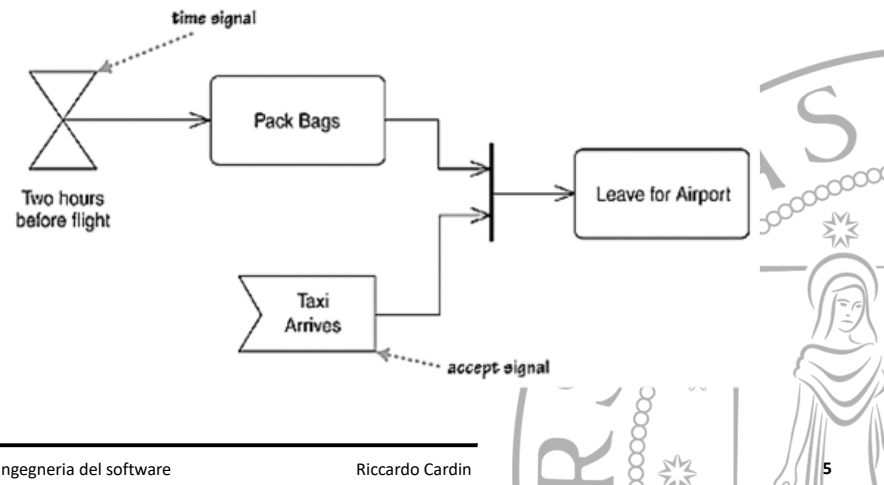 time signal
Pack Bags
Two hours
before flight
Leave for Airport
Taxi
Arrives
accept signal
ngegneria del software
Riccardo Cardin
5
S
A S
R S